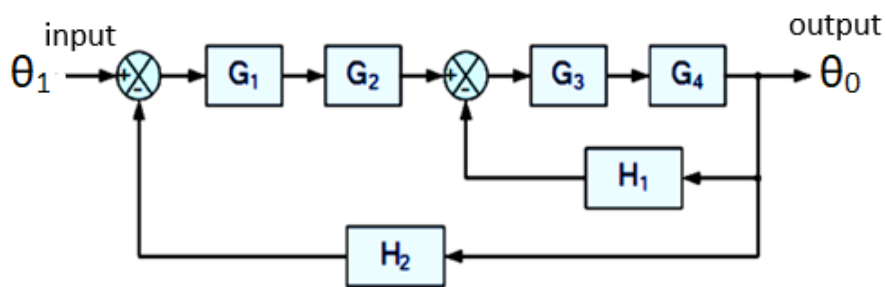 input
output
θ₁
+
-
G₁
G₂
+
-
G₃
G₄
θ₀
H₁
H₂